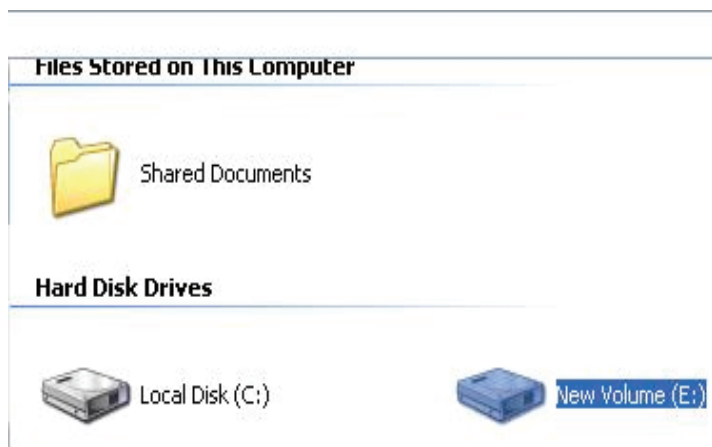 Files Stored on This Computer
Shared Documents
Hard Disk Drives
Local Disk (C:)
New Volume (E:)